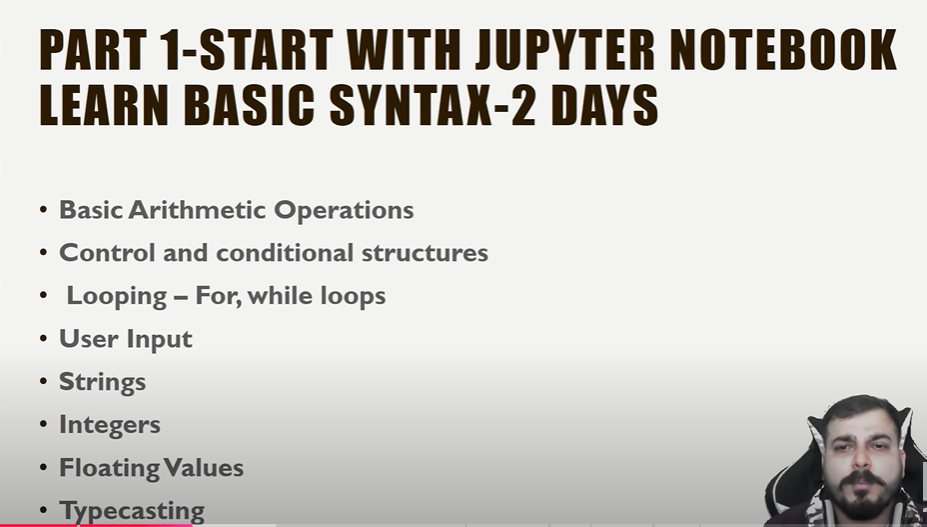 PART 1-START WITH JUPYTER NOTEBOOK
LEARN BASIC SYNTAX-2 DAYS
• Basic Arithmetic Operations
• Control and conditional structures
• Looping – For, while loops
• User Input
• Strings
• Integers
• Floating Values
• Typecasting